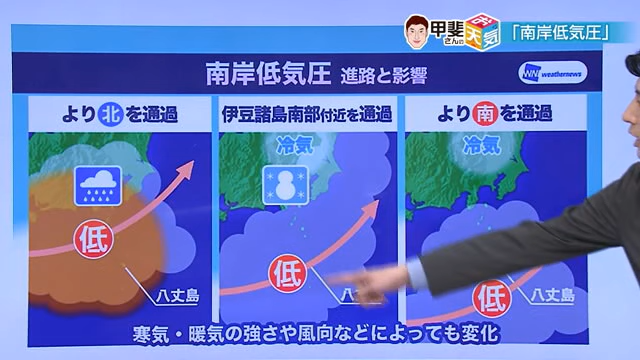 甲斐さんのお天気
「南岸低気圧」
南岸低気圧 進路と影響
WNI weathernews
より北を通過
伊豆諸島南部付近を通過
より南を通過
冷気
冷気
低
低
低
八丈島
八丈島
寒気・暖気の強さや風向などによっても変化